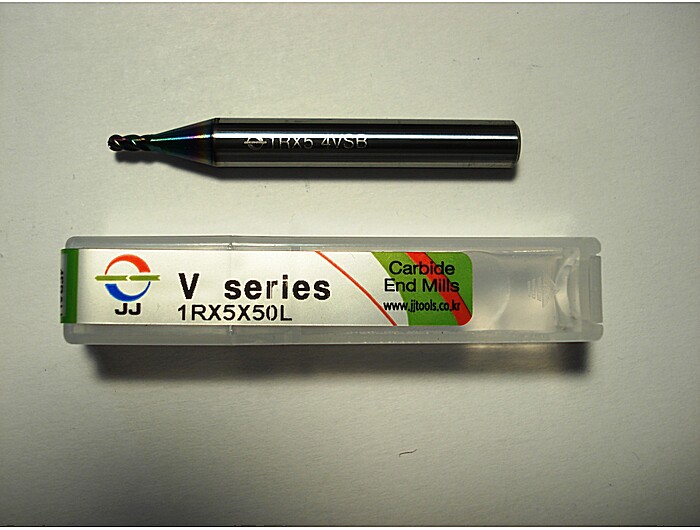 1RX5 4VSB
JJ
V series
1RX5X50L
Carbide
End Mills
www.jjtools.co.kr